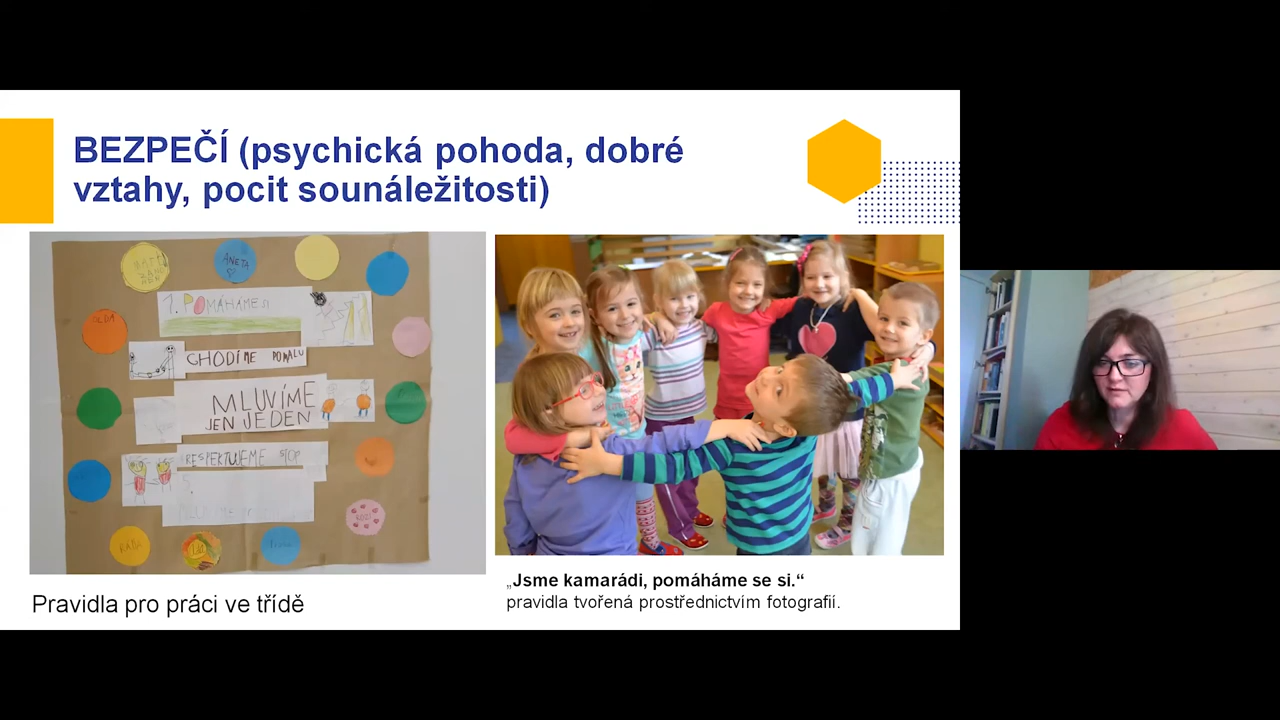 BEZPEČÍ (psychická pohoda, dobré
vztahy, pocit sounáležitosti)
ANETA
1. POMÁHÁME SI
CHODÍME POMALU
MLUVÍME
JEN JEDEN
RESPEKTUJEME STOP
5.
Pravidla pro práci ve třídě
„Jsme kamarádi, pomáháme se si.“
pravidla tvořená prostřednictvím fotografií.